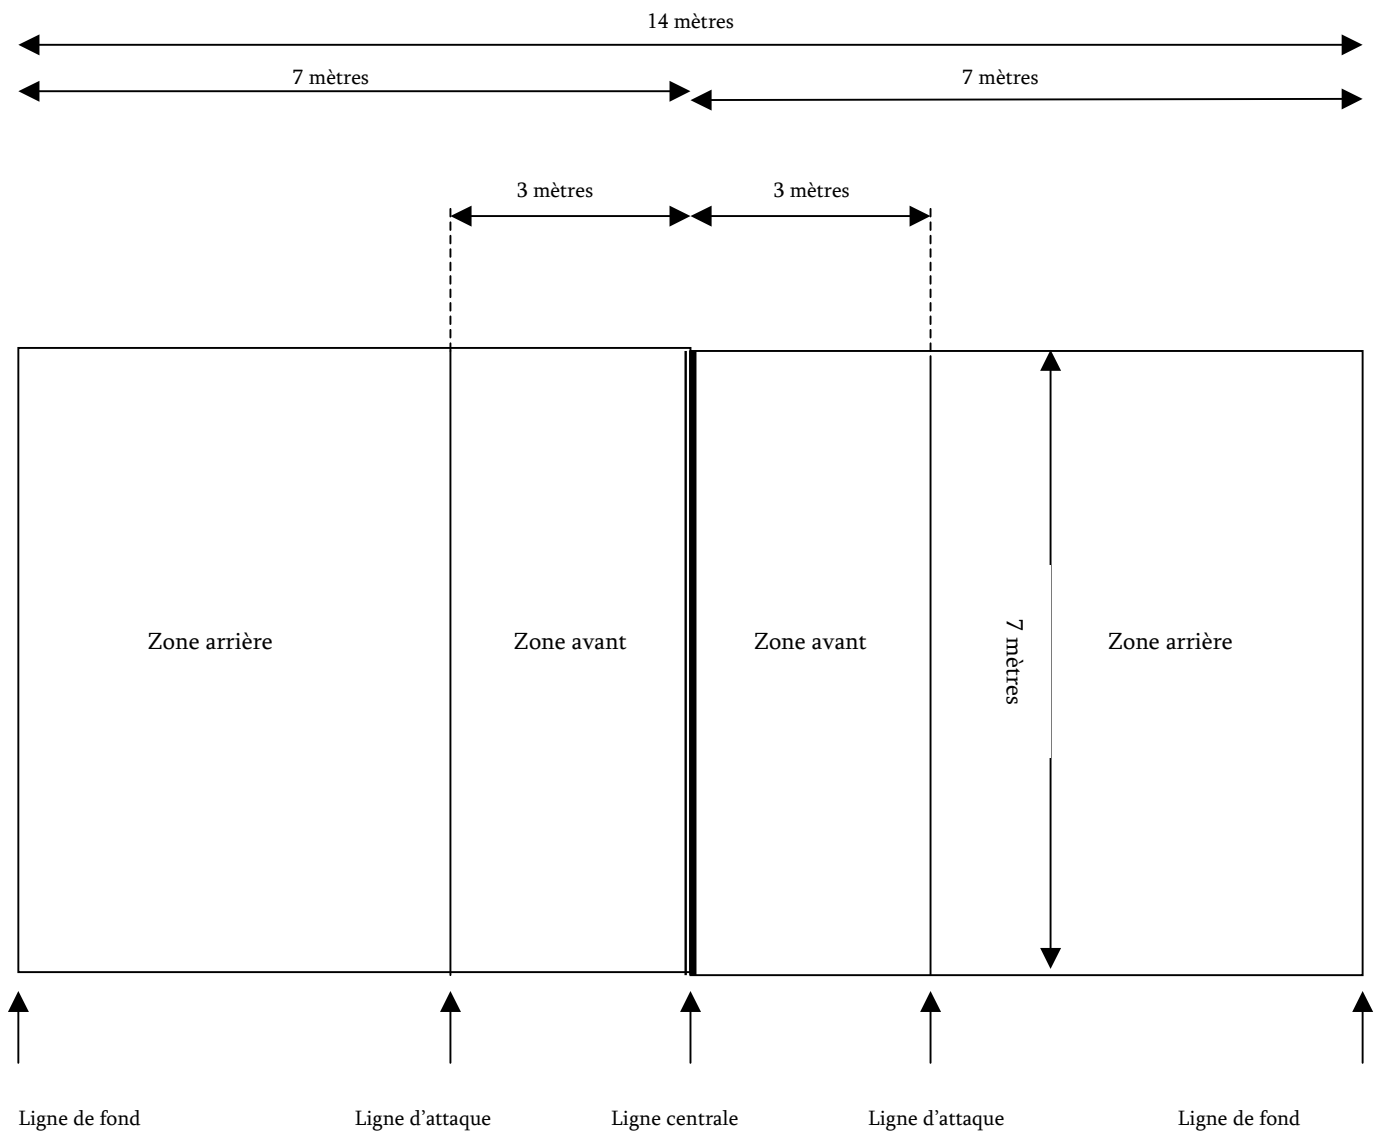 14 mètres
7 mètres
7 mètres
3 mètres
3 mètres
Zone arrière
Zone avant
Zone avant
7 mètres
Zone arrière
Ligne de fond
Ligne d’attaque
Ligne centrale
Ligne d’attaque
Ligne de fond